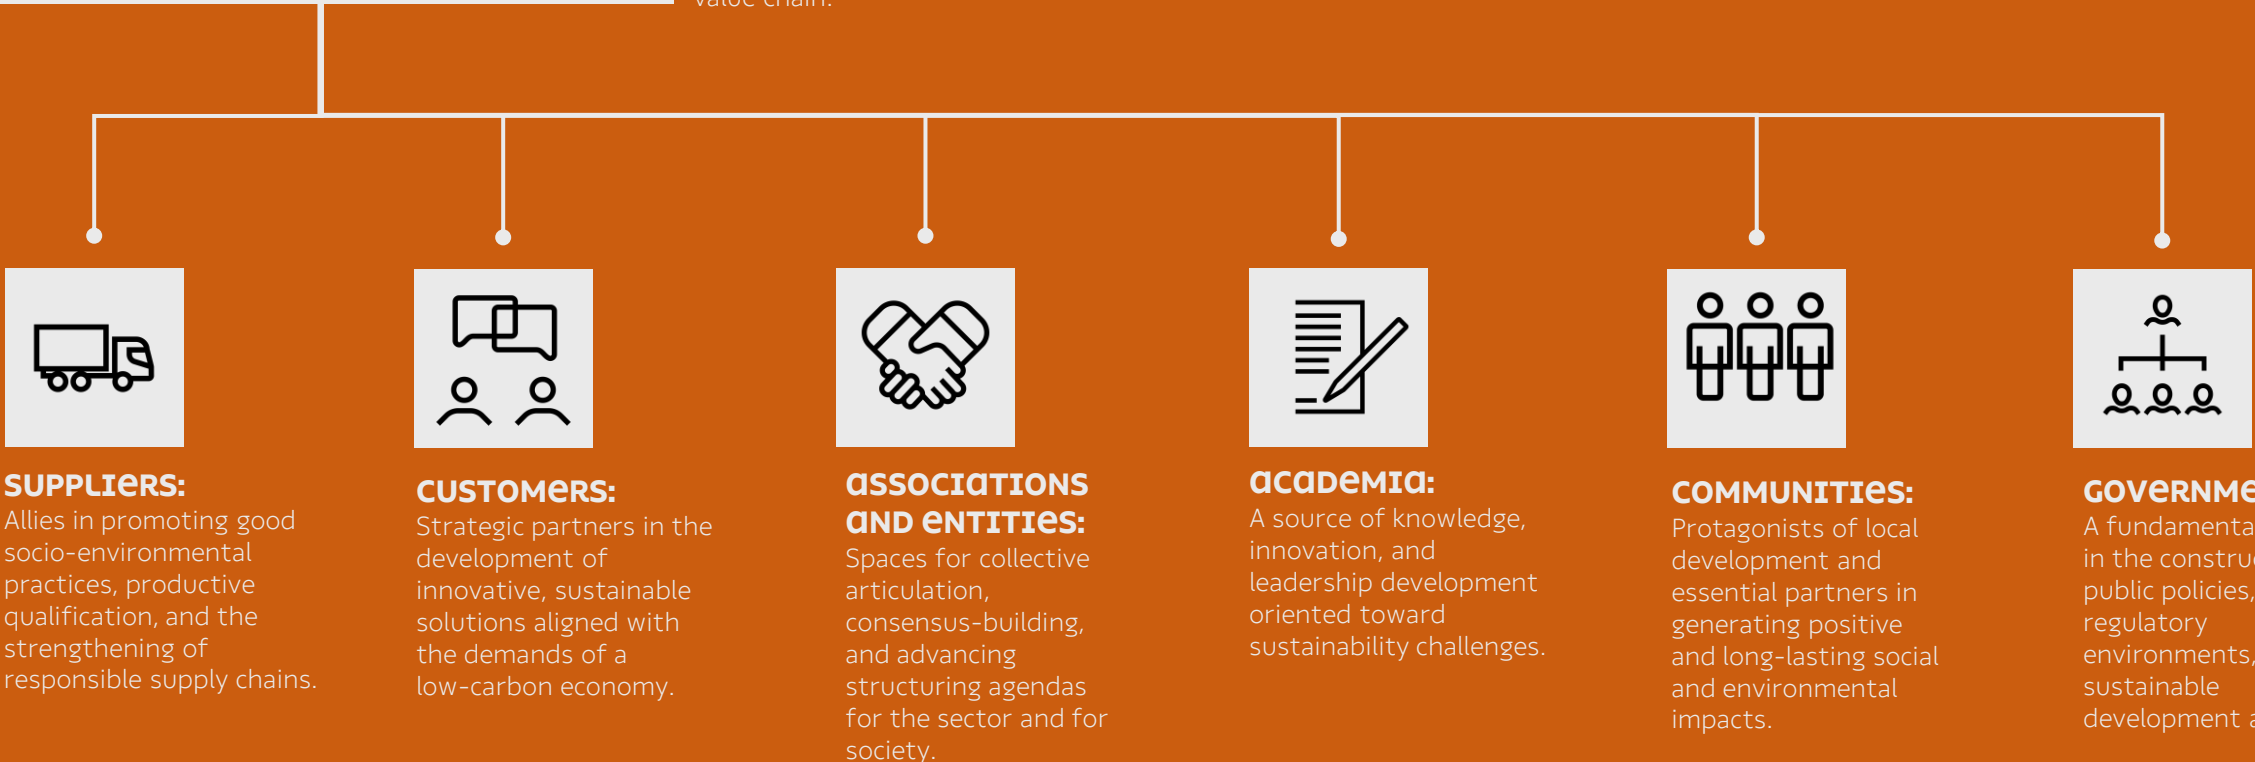 value chain.
SUPPLIERS:
Allies in promoting good
socio-environmental
practices, productive
qualification, and the
strengthening of
responsible supply chains.
CUSTOMERS:
Strategic partners in the
development of
innovative, sustainable
solutions aligned with
the demands of a
low-carbon economy.
ASSOCIATIONS
AND ENTITIES:
Spaces for collective
articulation,
consensus-building,
and advancing
structuring agendas
for the sector and for
society.
ACADEMIA:
A source of knowledge,
innovation, and
leadership development
oriented toward
sustainability challenges.
COMMUNITIES:
Protagonists of local
development and
essential partners in
generating positive
and long-lasting social
and environmental
impacts.
A
in the
public policies,
regulatory
environments,
sustainable
development